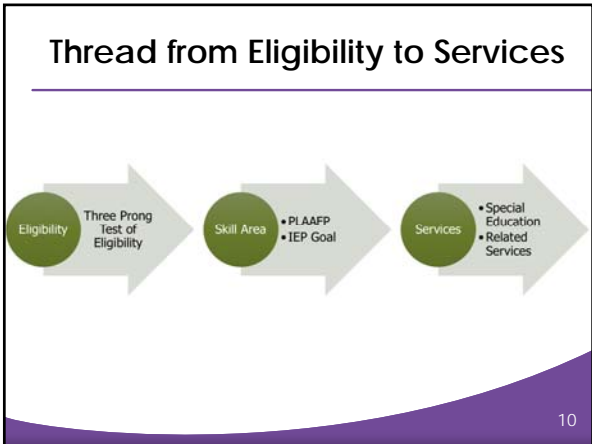 Thread from Eligibility to Services
Eligibility
Three Prong
Test of
Eligibility
Skill Area
• PLAAFP
• IEP Goal
Services
• Special
Education
• Related
Services
10